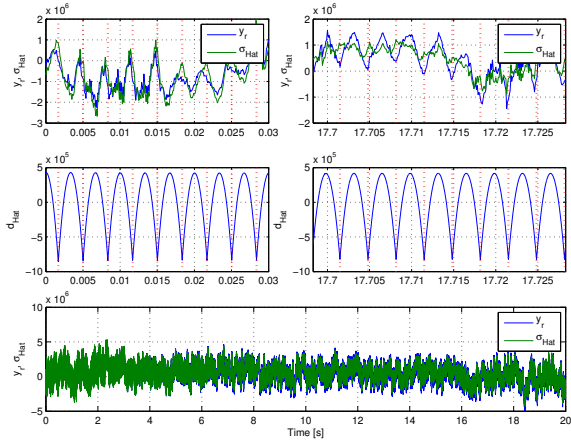 x 10^6
y_r, σ_Hat
2
1
0
−1
−2
−3
0 0.005 0.01 0.015 0.02 0.025 0.03
y_r
σ_Hat
x 10^6
y_r, σ_Hat
2
1
0
−1
−2
17.7 17.705 17.71 17.715 17.72 17.725
y_r
σ_Hat
x 10^5
d_Hat
5
0
−5
−10
0 0.005 0.01 0.015 0.02 0.025 0.03
x 10^5
5
0
−5
−10
17.7 17.705 17.71 17.715 17.72 17.725
x 10^6
y_r, σ_Hat
10
5
0
−5
0 2 4 6 8 10 12 14 16 18 20
Time [s]
y_r
σ_Hat